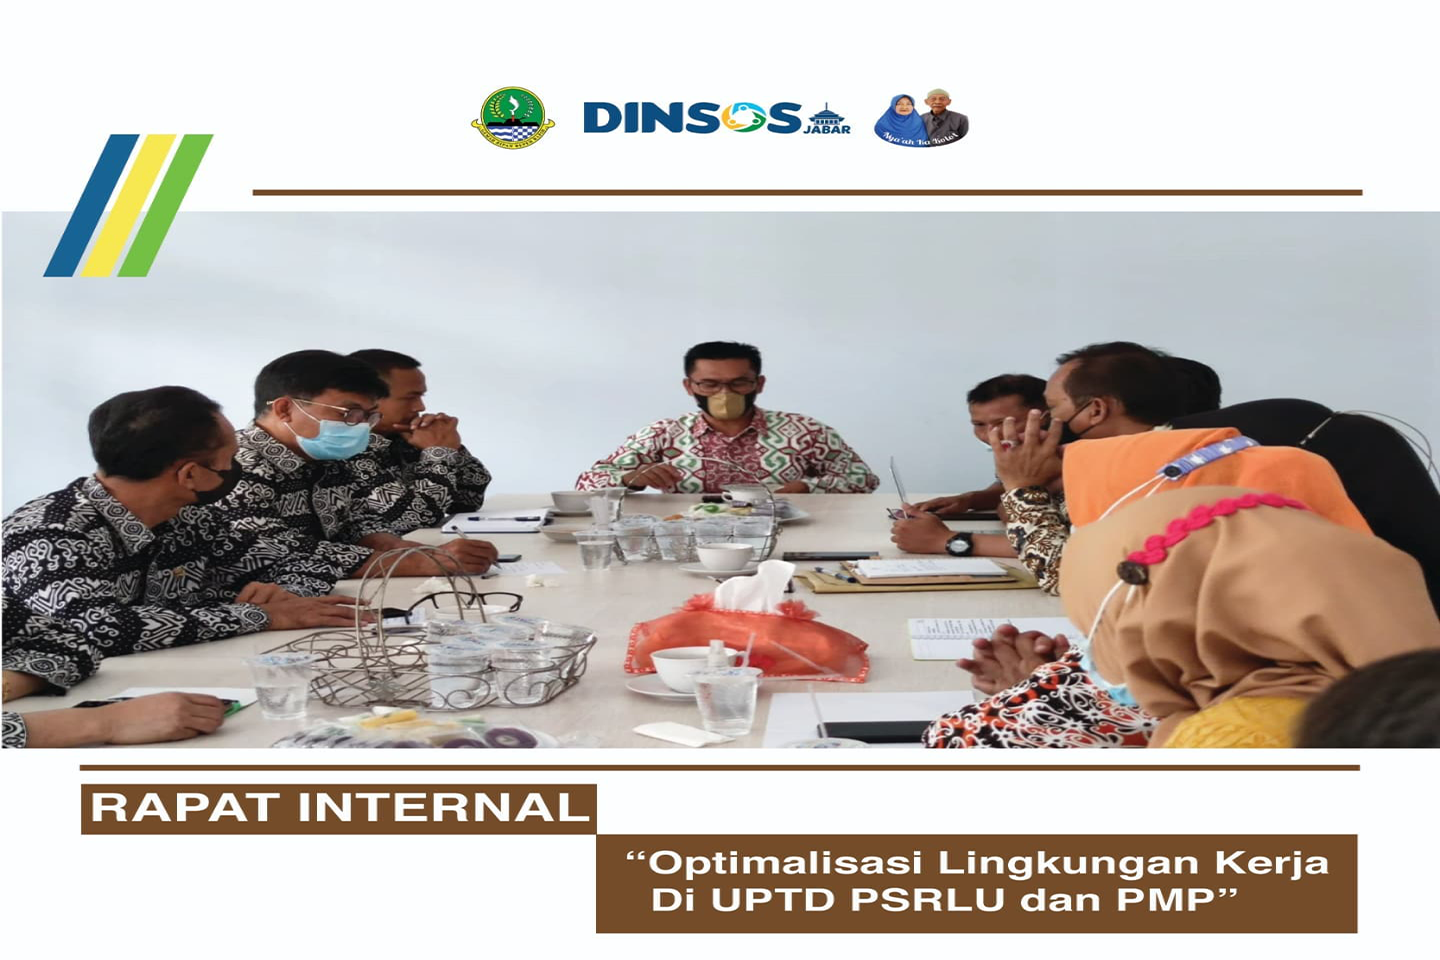 DINSOS
JABAR
Nya'ah Ka Kolot
RAPAT INTERNAL
“Optimalisasi Lingkungan Kerja
Di UPTD PSRLU dan PMP”